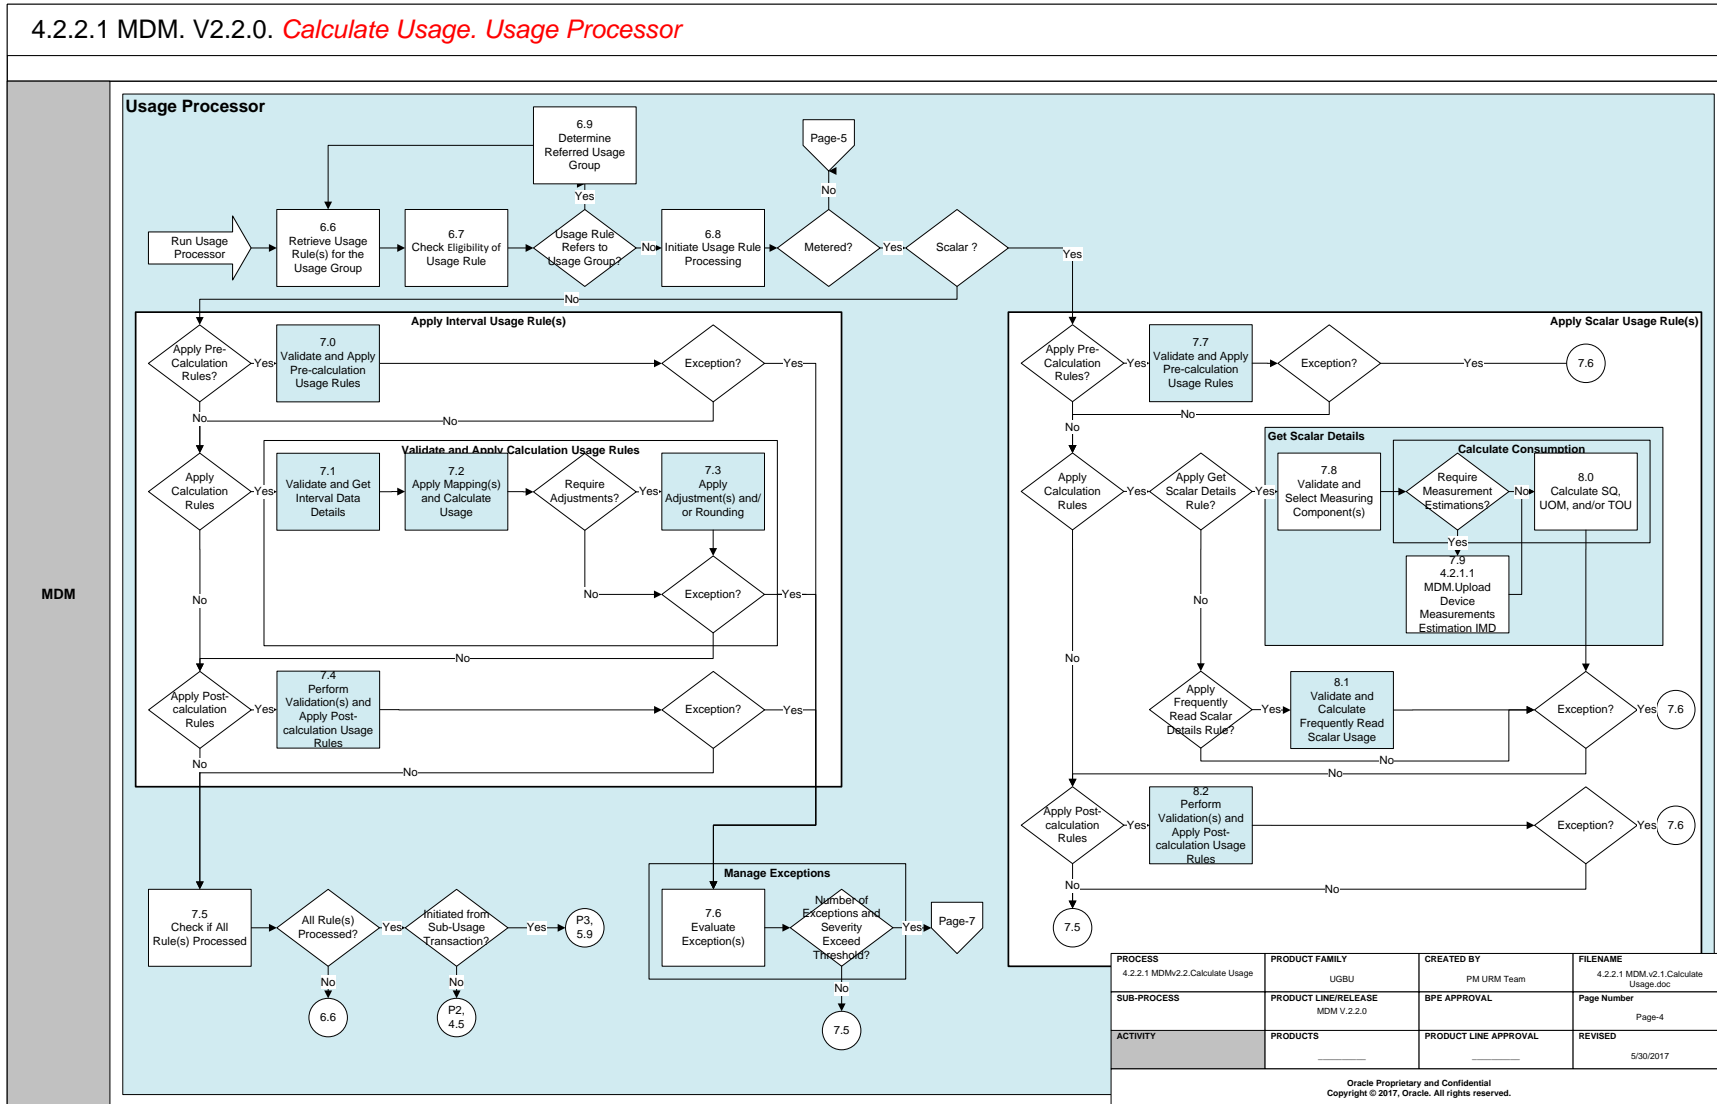 4.2.2.1 MDM. V2.2.0. Calculate Usage. Usage Processor
MDM
Usage Processor
6.9
Determine
Referred Usage
Group
Page-5
Yes
No
Run Usage
Processor
6.6
Retrieve Usage
Rule(s) for the
Usage Group
6.7
Check Eligibility of
Usage Rule
Usage Rule
Refers to
Usage Group?
No
6.8
Initiate Usage Rule
Processing
Metered?
Yes
Scalar ?
Yes
No
Apply Interval Usage Rule(s)
Apply Pre-
Calculation
Rules?
Yes
7.0
Validate and Apply
Pre-calculation
Usage Rules
Exception?
Yes
No
No
Validate and Apply Calculation Usage Rules
Apply
Calculation
Rules
Yes
7.1
Validate and Get
Interval Data
Details
7.2
Apply Mapping(s)
and Calculate
Usage
Require
Adjustments?
Yes
7.3
Apply
Adjustment(s) and/
or Rounding
No
No
Exception?
Yes
No
Apply Post-
calculation
Rules
Yes
7.4
Perform
Validation(s) and
Apply Post-
calculation Usage
Rules
Exception?
Yes
No
No
Apply Scalar Usage Rule(s)
Apply Pre-
Calculation
Rules?
Yes
7.7
Validate and Apply
Pre-calculation
Usage Rules
Exception?
Yes
7.6
No
No
Get Scalar Details
Calculate Consumption
Apply
Calculation
Rules
Yes
Apply Get
Scalar Details
Rule?
Yes
7.8
Validate and
Select Measuring
Component(s)
Require
Measurement
Estimations?
No
8.0
Calculate SQ,
UOM, and/or TOU
Yes
7.9
4.2.1.1
MDM.Upload
Device
Measurements
Estimation IMD
No
No
Apply
Frequently
Read Scalar
Details Rule?
Yes
8.1
Validate and
Calculate
Frequently Read
Scalar Usage
Exception?
Yes
7.6
No
No
Apply Post-
calculation
Rules
Yes
8.2
Perform
Validation(s) and
Apply Post-
calculation Usage
Rules
Exception?
Yes
7.6
No
No
7.5
7.5
Check if All
Rule(s) Processed
All Rule(s)
Processed?
Yes
Initiated from
Sub-Usage
Transaction?
Yes
P3,
5.9
No
6.6
No
P2,
4.5
Manage Exceptions
7.6
Evaluate
Exception(s)
Number of
Exceptions and
Severity
Exceed
Threshold?
Yes
Page-7
No
7.5
PROCESS
4.2.2.1 MDMv2.2.Calculate Usage
PRODUCT FAMILY
UGBU
CREATED BY
PM URM Team
FILENAME
4.2.2.1 MDM.v2.1.Calculate
Usage.doc
SUB-PROCESS
PRODUCT LINE/RELEASE
MDM V.2.2.0
BPE APPROVAL
Page Number
Page-4
ACTIVITY
PRODUCTS
PRODUCT LINE APPROVAL
REVISED
5/30/2017
Oracle Proprietary and Confidential
Copyright © 2017, Oracle. All rights reserved.